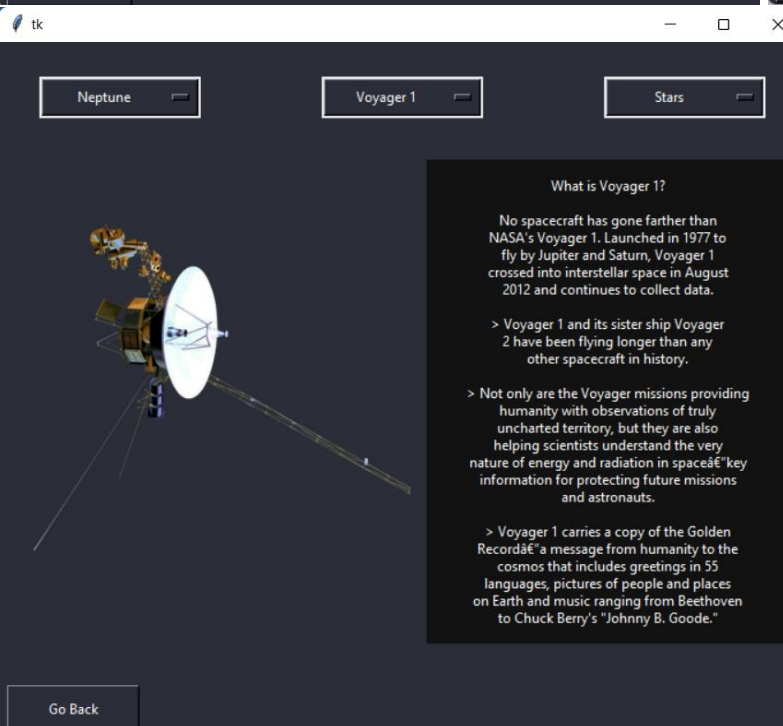 tk
Neptune
Voyager 1
Stars
What is Voyager 1?
No spacecraft has gone farther than
NASA's Voyager 1. Launched in 1977 to
fly by Jupiter and Saturn, Voyager 1
crossed into interstellar space in August
2012 and continues to collect data.
> Voyager 1 and its sister ship Voyager
2 have been flying longer than any
other spacecraft in history.
> Not only are the Voyager missions providing
humanity with observations of truly
uncharted territory, but they are also
helping scientists understand the very
nature of energy and radiation in spaceâ€”key
information for protecting future missions
and astronauts.
> Voyager 1 carries a copy of the Golden
Recordâ€”a message from humanity to the
cosmos that includes greetings in 55
languages, pictures of people and places
on Earth and music ranging from Beethoven
to Chuck Berry's "Johnny B. Goode."
Go Back